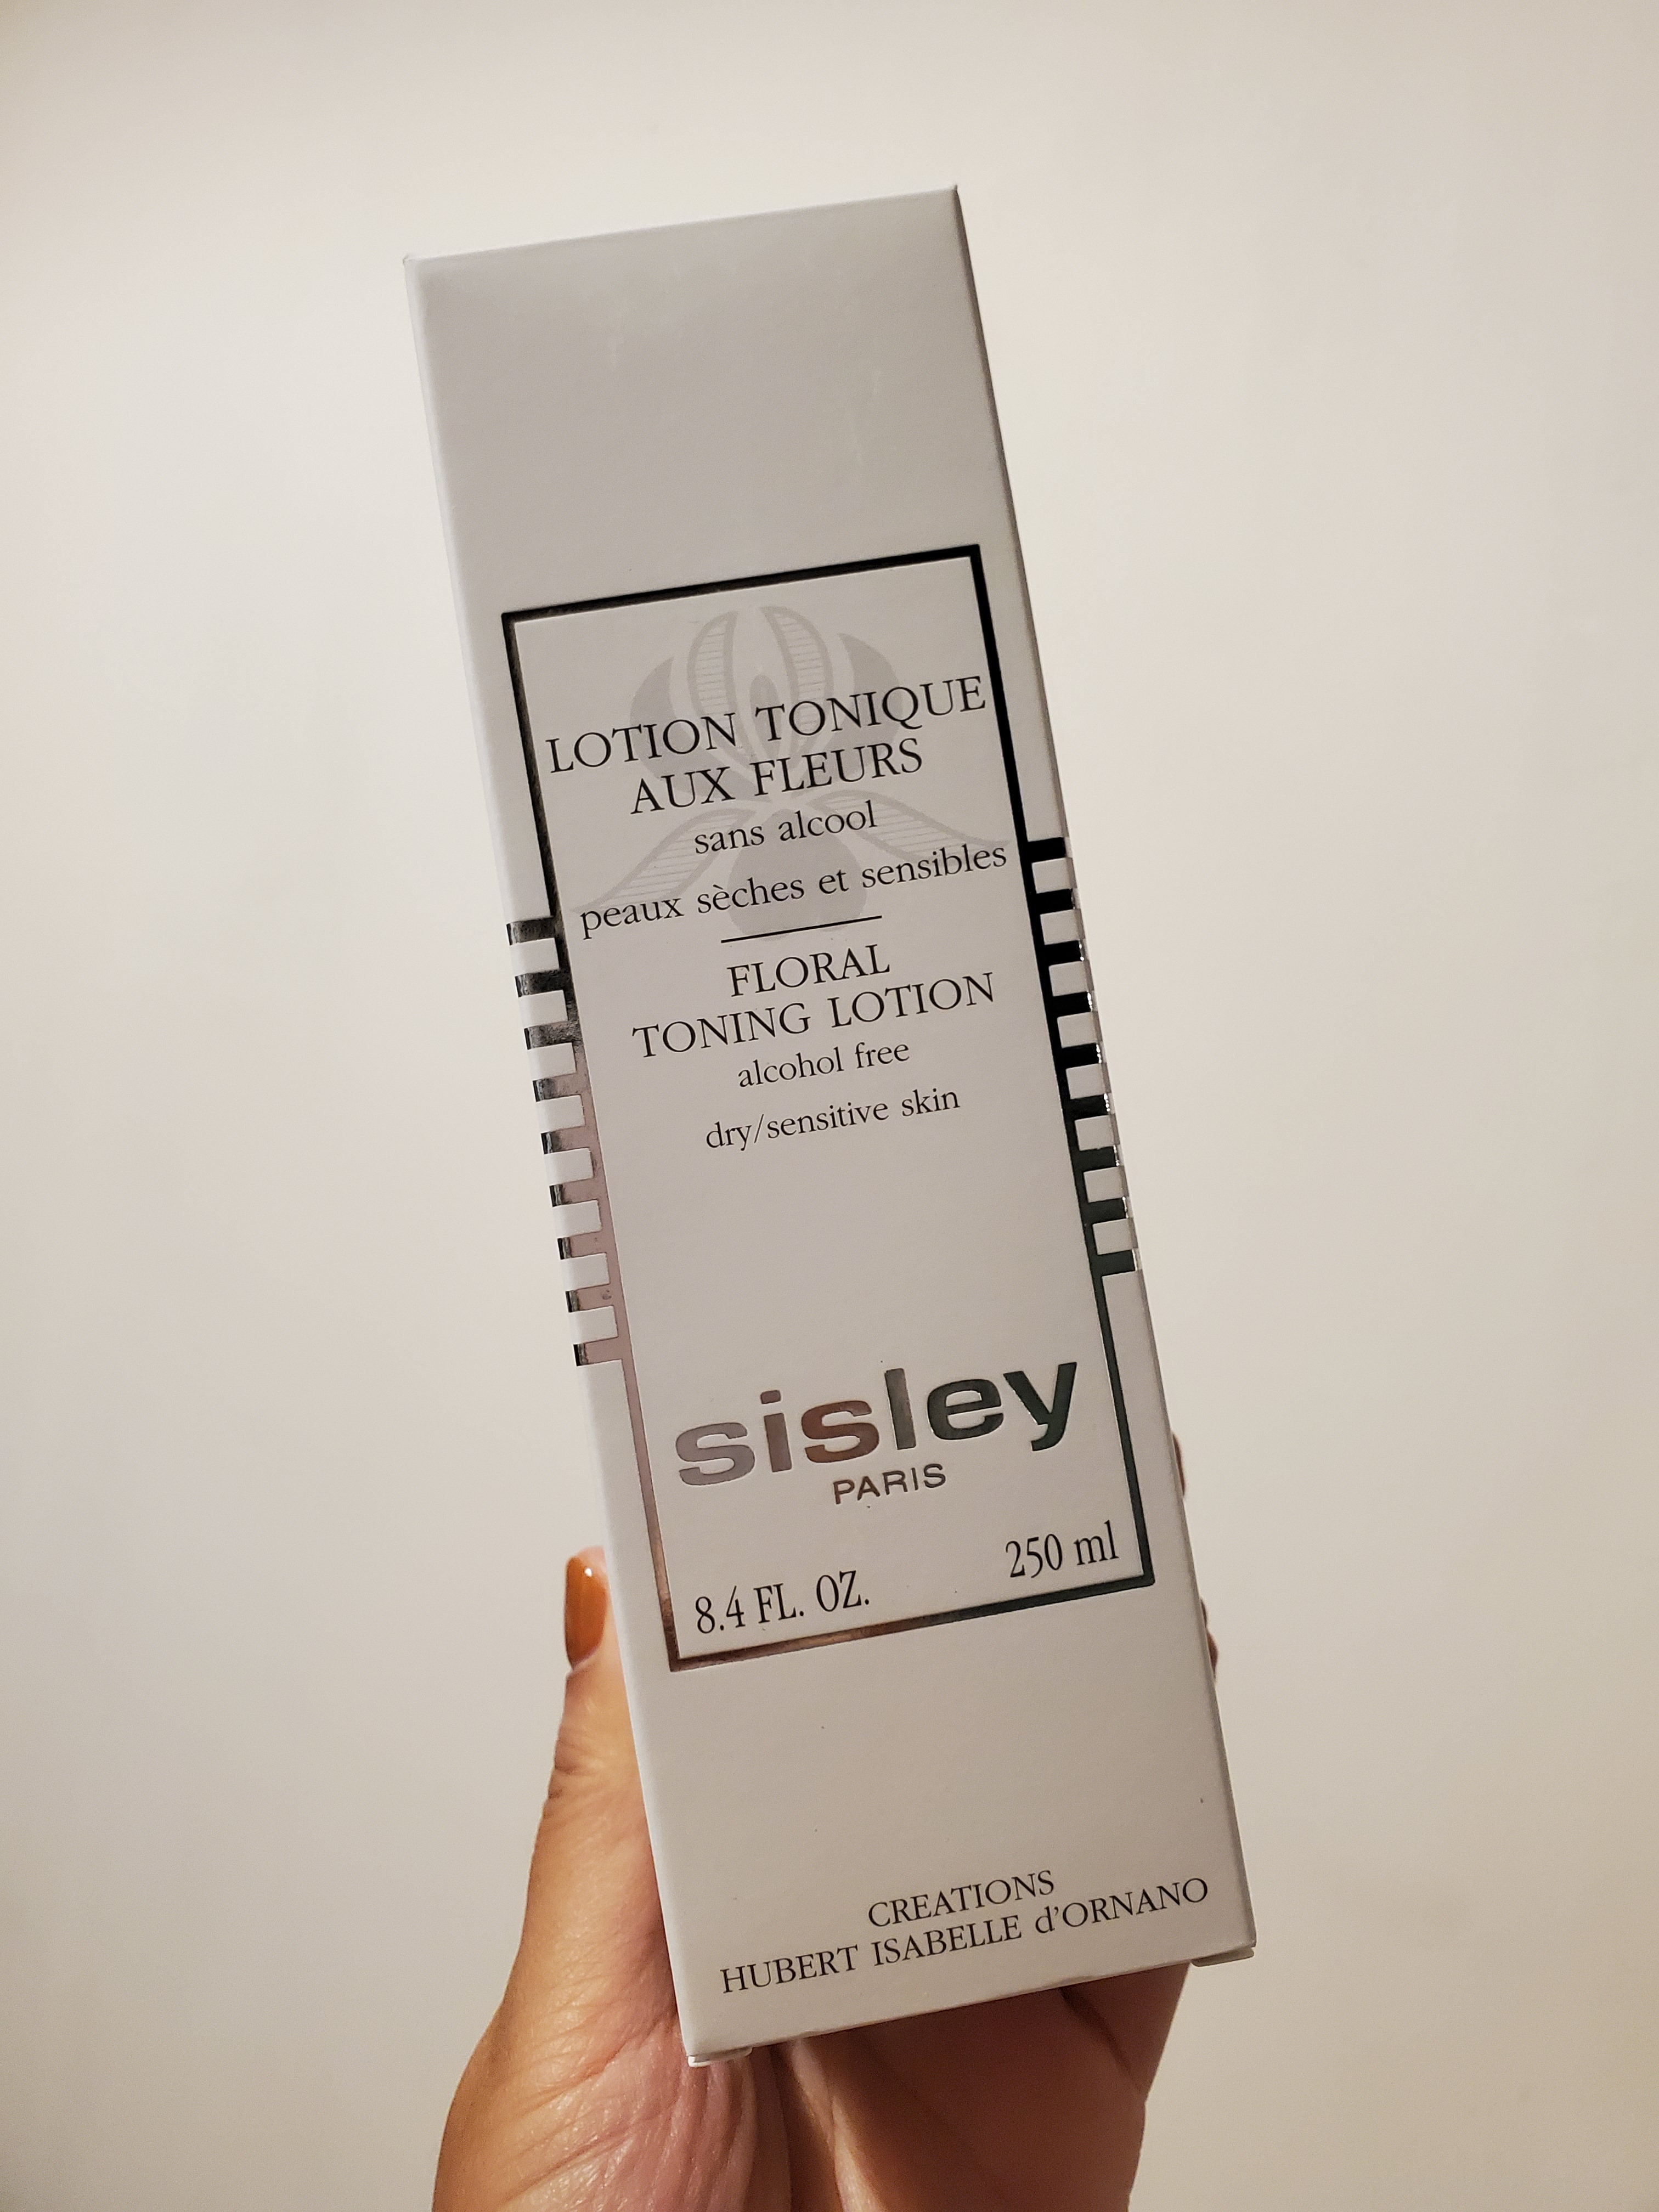 LOTION TONIQUE
AUX FLEURS
sans alcool
peaux sèches et sensibles
FLORAL
TONING LOTION
alcohol free
dry/sensitive skin
sisley
PARIS
8.4 FL. OZ. 250 ml
CREATIONS
HUBERT ISABELLE d'ORNANO